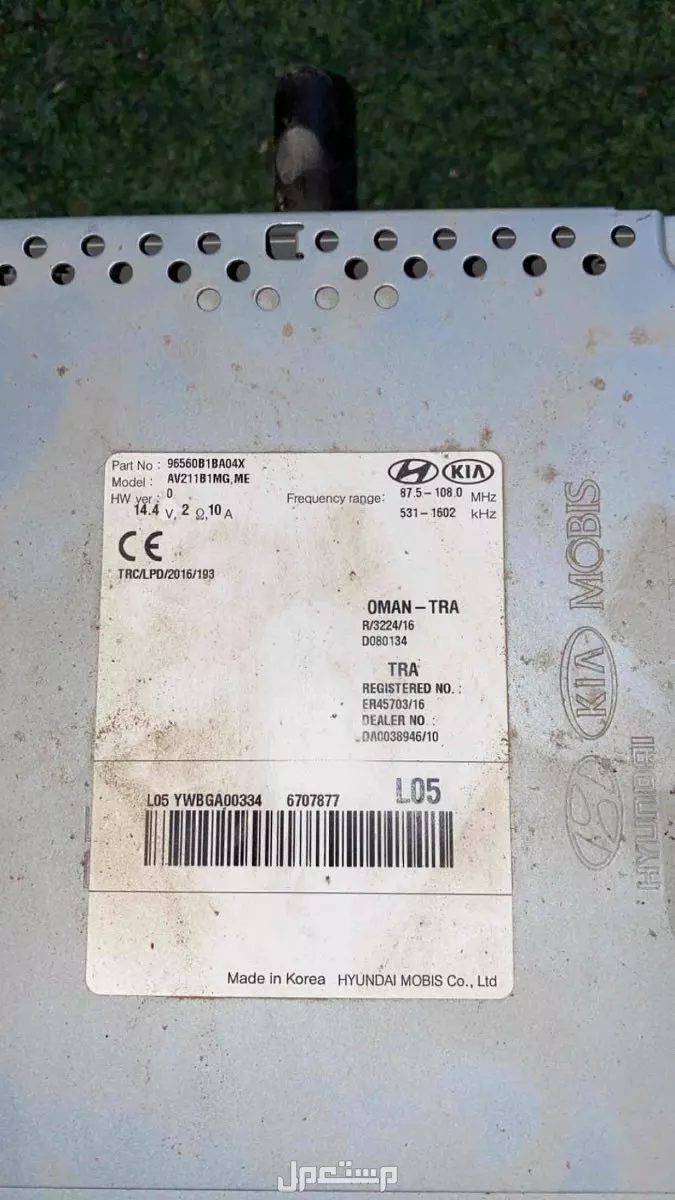 Part No : 96560B1BA04X
Model : AV211B1MG,ME
HW ver : 0
14.4 V, 2 Ω, 10 A
KIA
Frequency range: 87.5 - 108.0 MHz
531 - 1602 kHz
CE
TRC/LPD/2016/193
OMAN - TRA
R/3224/16
D080134
TRA
REGISTERED NO. :
ER45703/16
DEALER NO. :
DA0038946/10
L05 YWBGA00334 6707877 L05
Made in Korea HYUNDAI MOBIS Co., Ltd
HYUNDAI KIA MOBIS
مستعمل